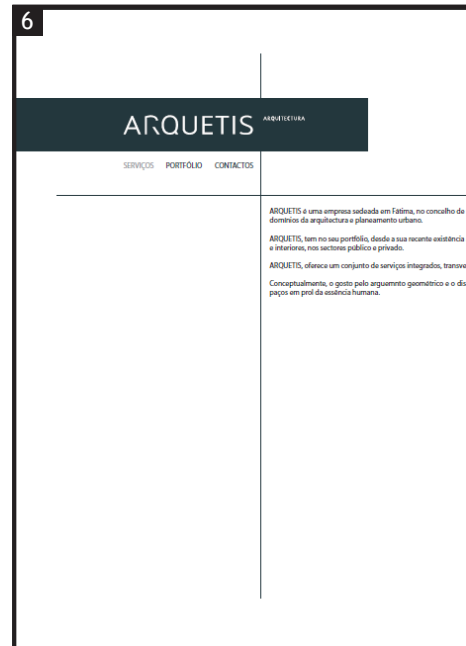 6
ARQUETIS ARQUITECTURA
SERVIÇOS PORTFÓLIO CONTACTOS
ARQUETIS é uma empresa sedeada em Fátima, no concelho de
domínios da arquitectura e planeamento urbano.
ARQUETIS, tem no seu portfólio, desde a sua recente existência
e interiores, nos sectores público e privado.
ARQUETIS, oferece um conjunto de serviços integrados, transve
Conceptualmente, o gosto pelo arguemnto geométrico e o dis
paços em prol da essência humana.